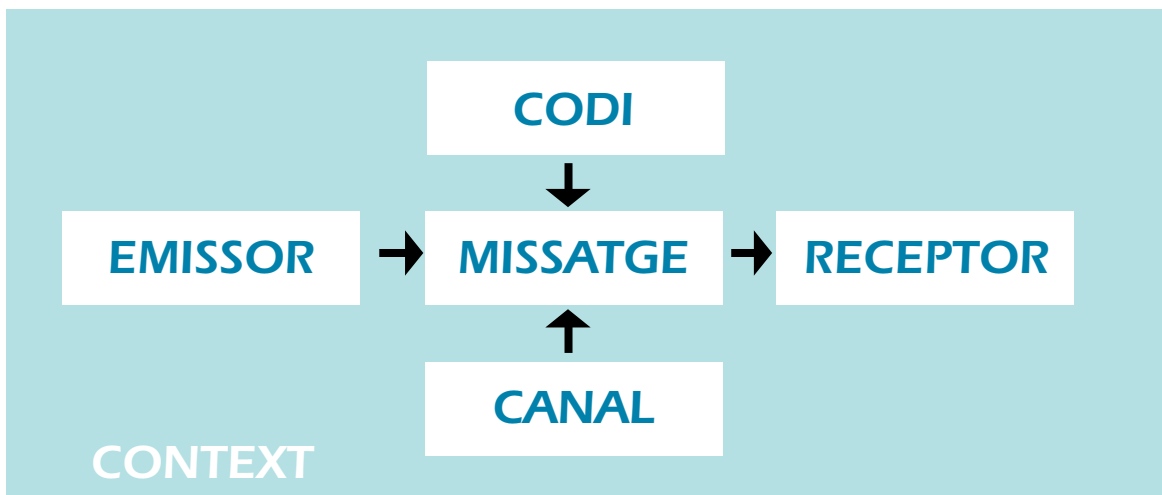 CODI
EMISSOR
MISSATGE
RECEPTOR
CANAL
CONTEXT